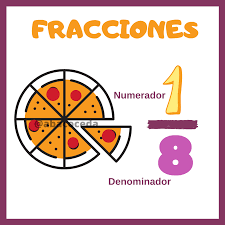 FRACCIONES
Numerador
1
8
Denominador